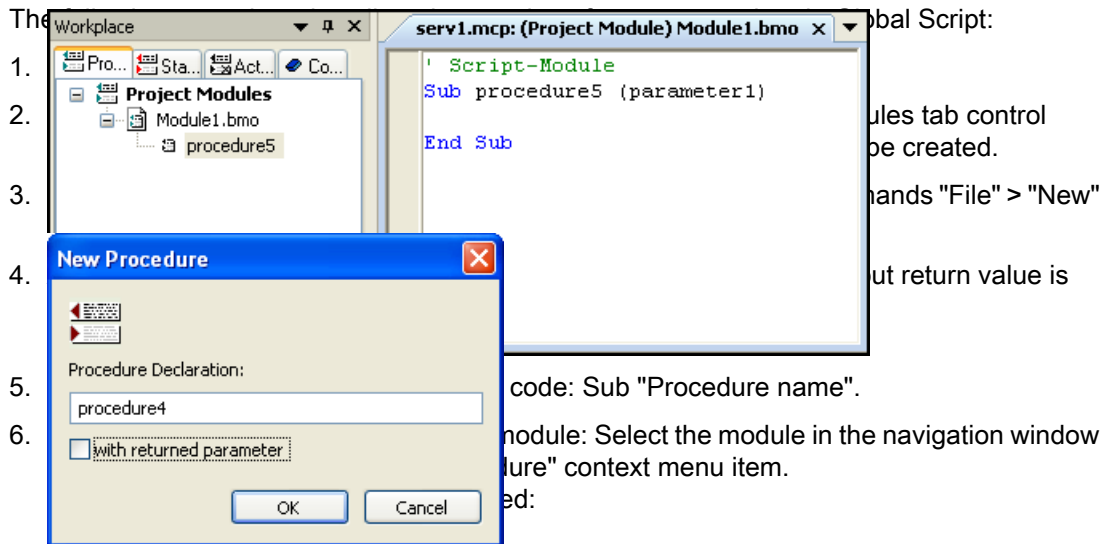 The
obal Script:
Workplace
serv1.mcp: (Project Module) Module1.bmo
Pro... Sta... Act... Co...
Project Modules
Module1.bmo
procedure5
' Script-Module
Sub procedure5 (parameter1)
End Sub
1.
2.
ules tab control
be created.
3.
ands "File" > "New"
4.
ut return value is
New Procedure
Procedure Declaration:
procedure4
with returned parameter
OK Cancel
5.
code: Sub "Procedure name".
6.
module: Select the module in the navigation window
dure" context menu item.
ed: